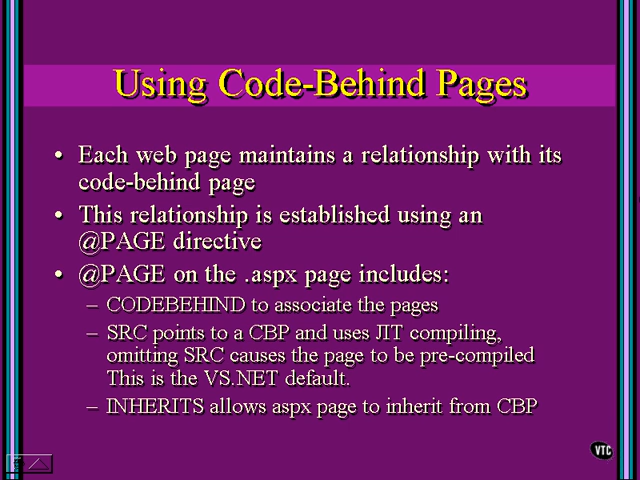 Using Code-Behind Pages
• Each web page maintains a relationship with its
code-behind page
• This relationship is established using an
@PAGE directive
• @PAGE on the .aspx page includes:
– CODEBEHIND to associate the pages
– SRC points to a CBP and uses JIT compiling,
omitting SRC causes the page to be pre-compiled
This is the VS.NET default.
– INHERITS allows aspx page to inherit from CBP
VTC